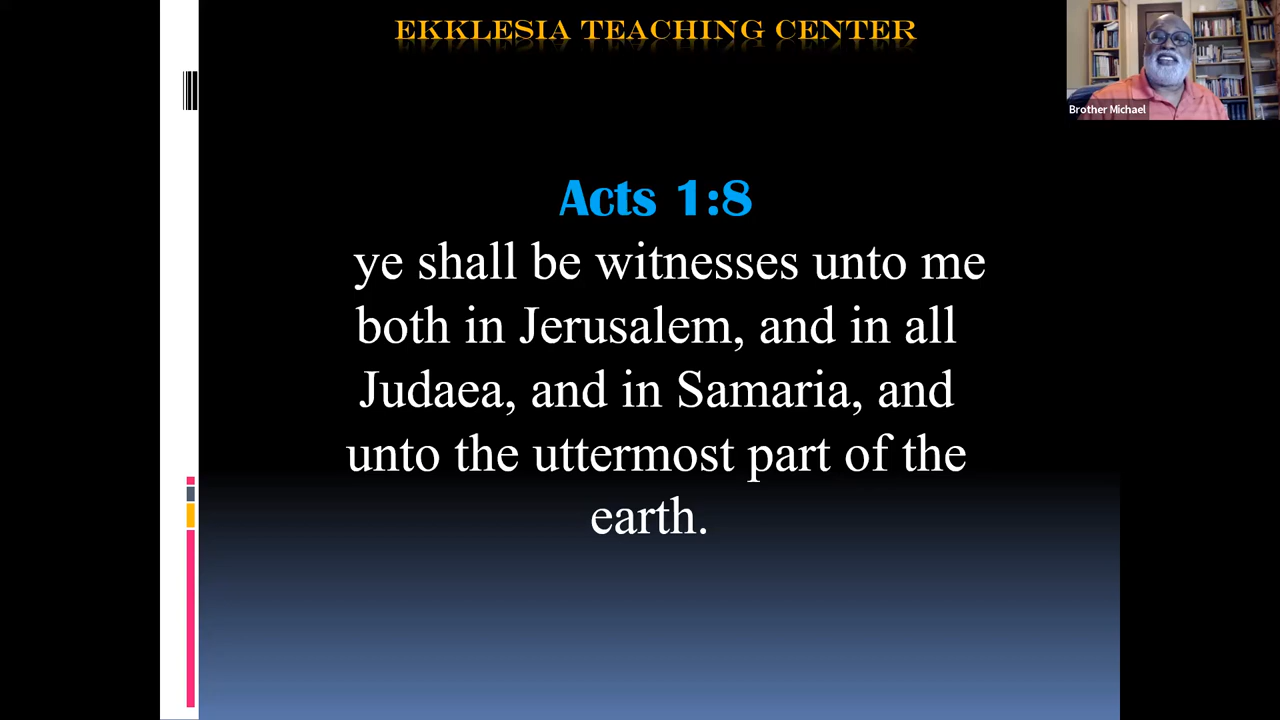 EKKLESIA TEACHING CENTER
Brother Michael
Acts 1:8
ye shall be witnesses unto me
both in Jerusalem, and in all
Judaea, and in Samaria, and
unto the uttermost part of the
earth.